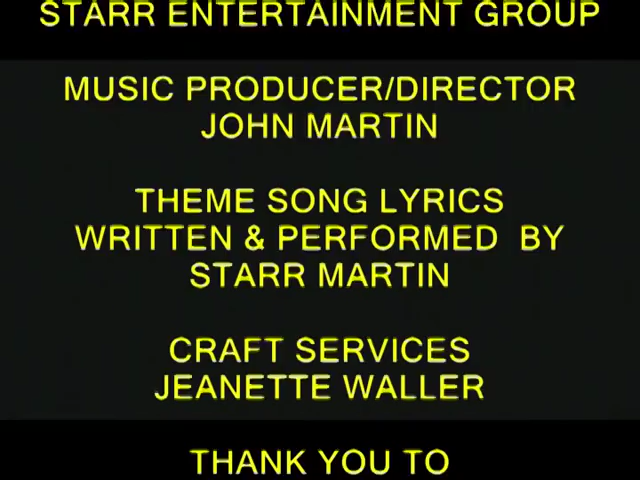 STARR ENTERTAINMENT GROUP
MUSIC PRODUCER/DIRECTOR
JOHN MARTIN
THEME SONG LYRICS
WRITTEN & PERFORMED BY
STARR MARTIN
CRAFT SERVICES
JEANETTE WALLER
THANK YOU TO